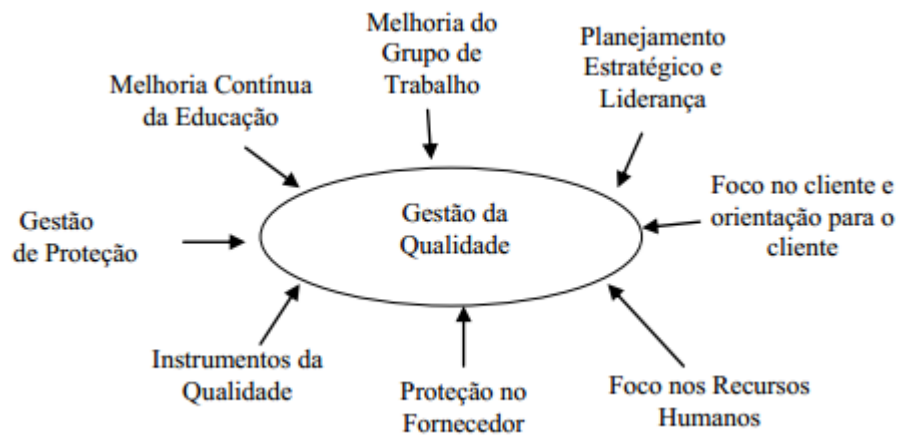 Melhoria do
Grupo de
Trabalho
Planejamento
Estratégico e
Liderança
Melhoria Contínua
da Educação
Foco no cliente e
orientação para o
cliente
Gestão
de Proteção
Gestão da
Qualidade
Instrumentos da
Qualidade
Proteção no
Fornecedor
Foco nos Recursos
Humanos